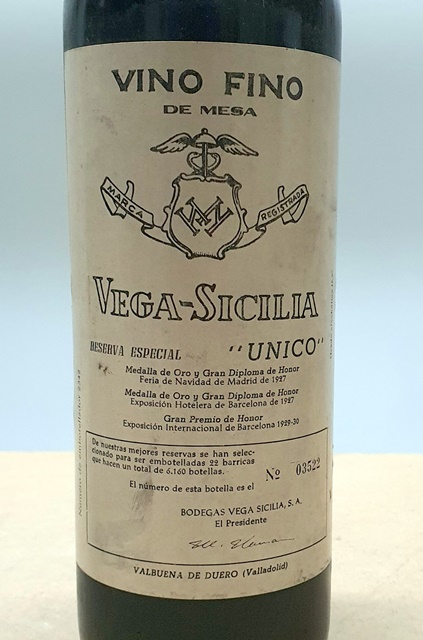 VINO FINO
DE MESA
MARCA
REGISTRADA
VEGA-SICILIA
RESERVA ESPECIAL "UNICO"
Medalla de Oro y Gran Diploma de Honor
Feria de Navidad de Madrid de 1927
Medalla de Oro y Gran Diploma de Honor
Exposición Hotelera de Barcelona de 1927
Gran Premio de Honor
Exposición Internacional de Barcelona 1929-30
De nuestras mejores reservas se han selec-
cionado para ser embotelladas 22 barricas
que hacen un total de 6.160 botellas.
Nº 03522
El número de esta botella es el
BODEGAS VEGA SICILIA, S. A.
El Presidente
VALBUENA DE DUERO (Valladolid)